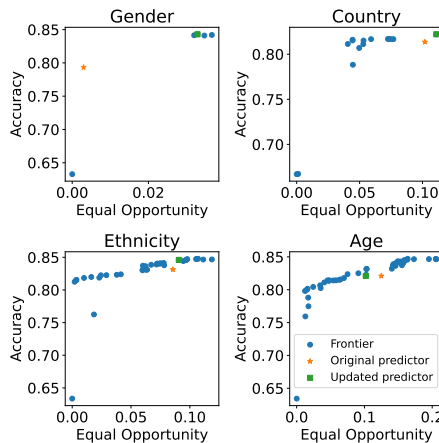 Gender
Accuracy
0.85
0.80
0.75
0.70
0.65
0.00
0.02
Equal Opportunity
Country
Accuracy
0.80
0.75
0.70
0.00
0.05
0.10
Equal Opportunity
Ethnicity
Accuracy
0.85
0.80
0.75
0.70
0.65
0.00
0.05
0.10
Equal Opportunity
Age
Accuracy
0.85
0.80
0.75
0.70
0.65
Frontier
Original predictor
Updated predictor
0.0
0.1
0.2
Equal Opportunity